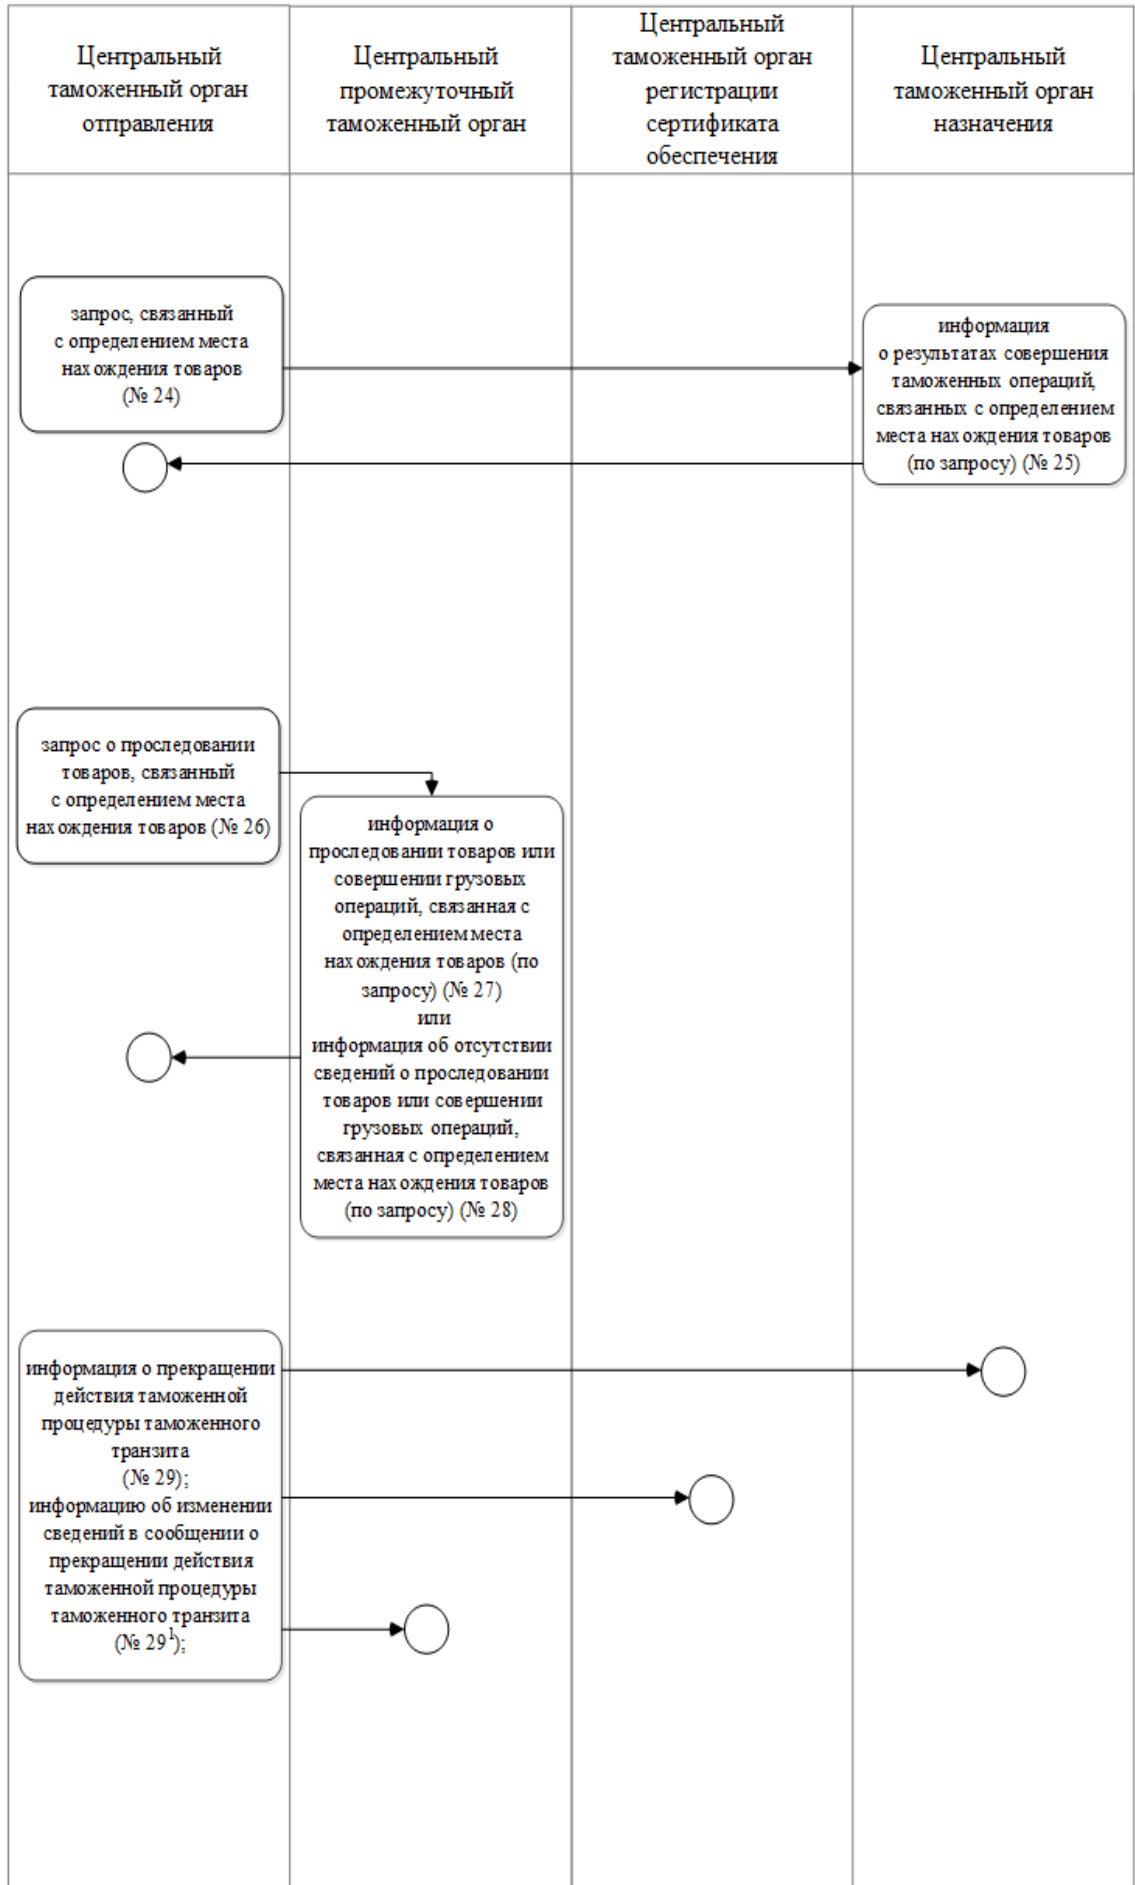 Центральный
таможенный орган
отправления
Центральный
промежуточный
таможенный орган
Центральный
таможенный орган
регистрации
сертификата
обеспечения
Центральный
таможенный орган
назначения
запрос, связанный
с определением места
нахождения товаров
(№ 24)
информация
о результатах совершения
таможенных операций,
связанных с определением
места нахождения товаров
(по запросу) (№ 25)
запрос о проследовании
товаров, связанный
с определением места
нахождения товаров (№ 26)
информация о
проследовании товаров или
совершении грузовых
операций, связанная с
определением места
нахождения товаров (по
запросу) (№ 27)
или
информация об отсутствии
сведений о проследовании
товаров или совершении
грузовых операций,
связанная с определением
места нахождения товаров
(по запросу) (№ 28)
информация о прекращении
действия таможенной
процедуры таможенного
транзита
(№ 29);
информацию об изменении
сведений в сообщении о
прекращении действия
таможенной процедуры
таможенного транзита
(№ 29¹);